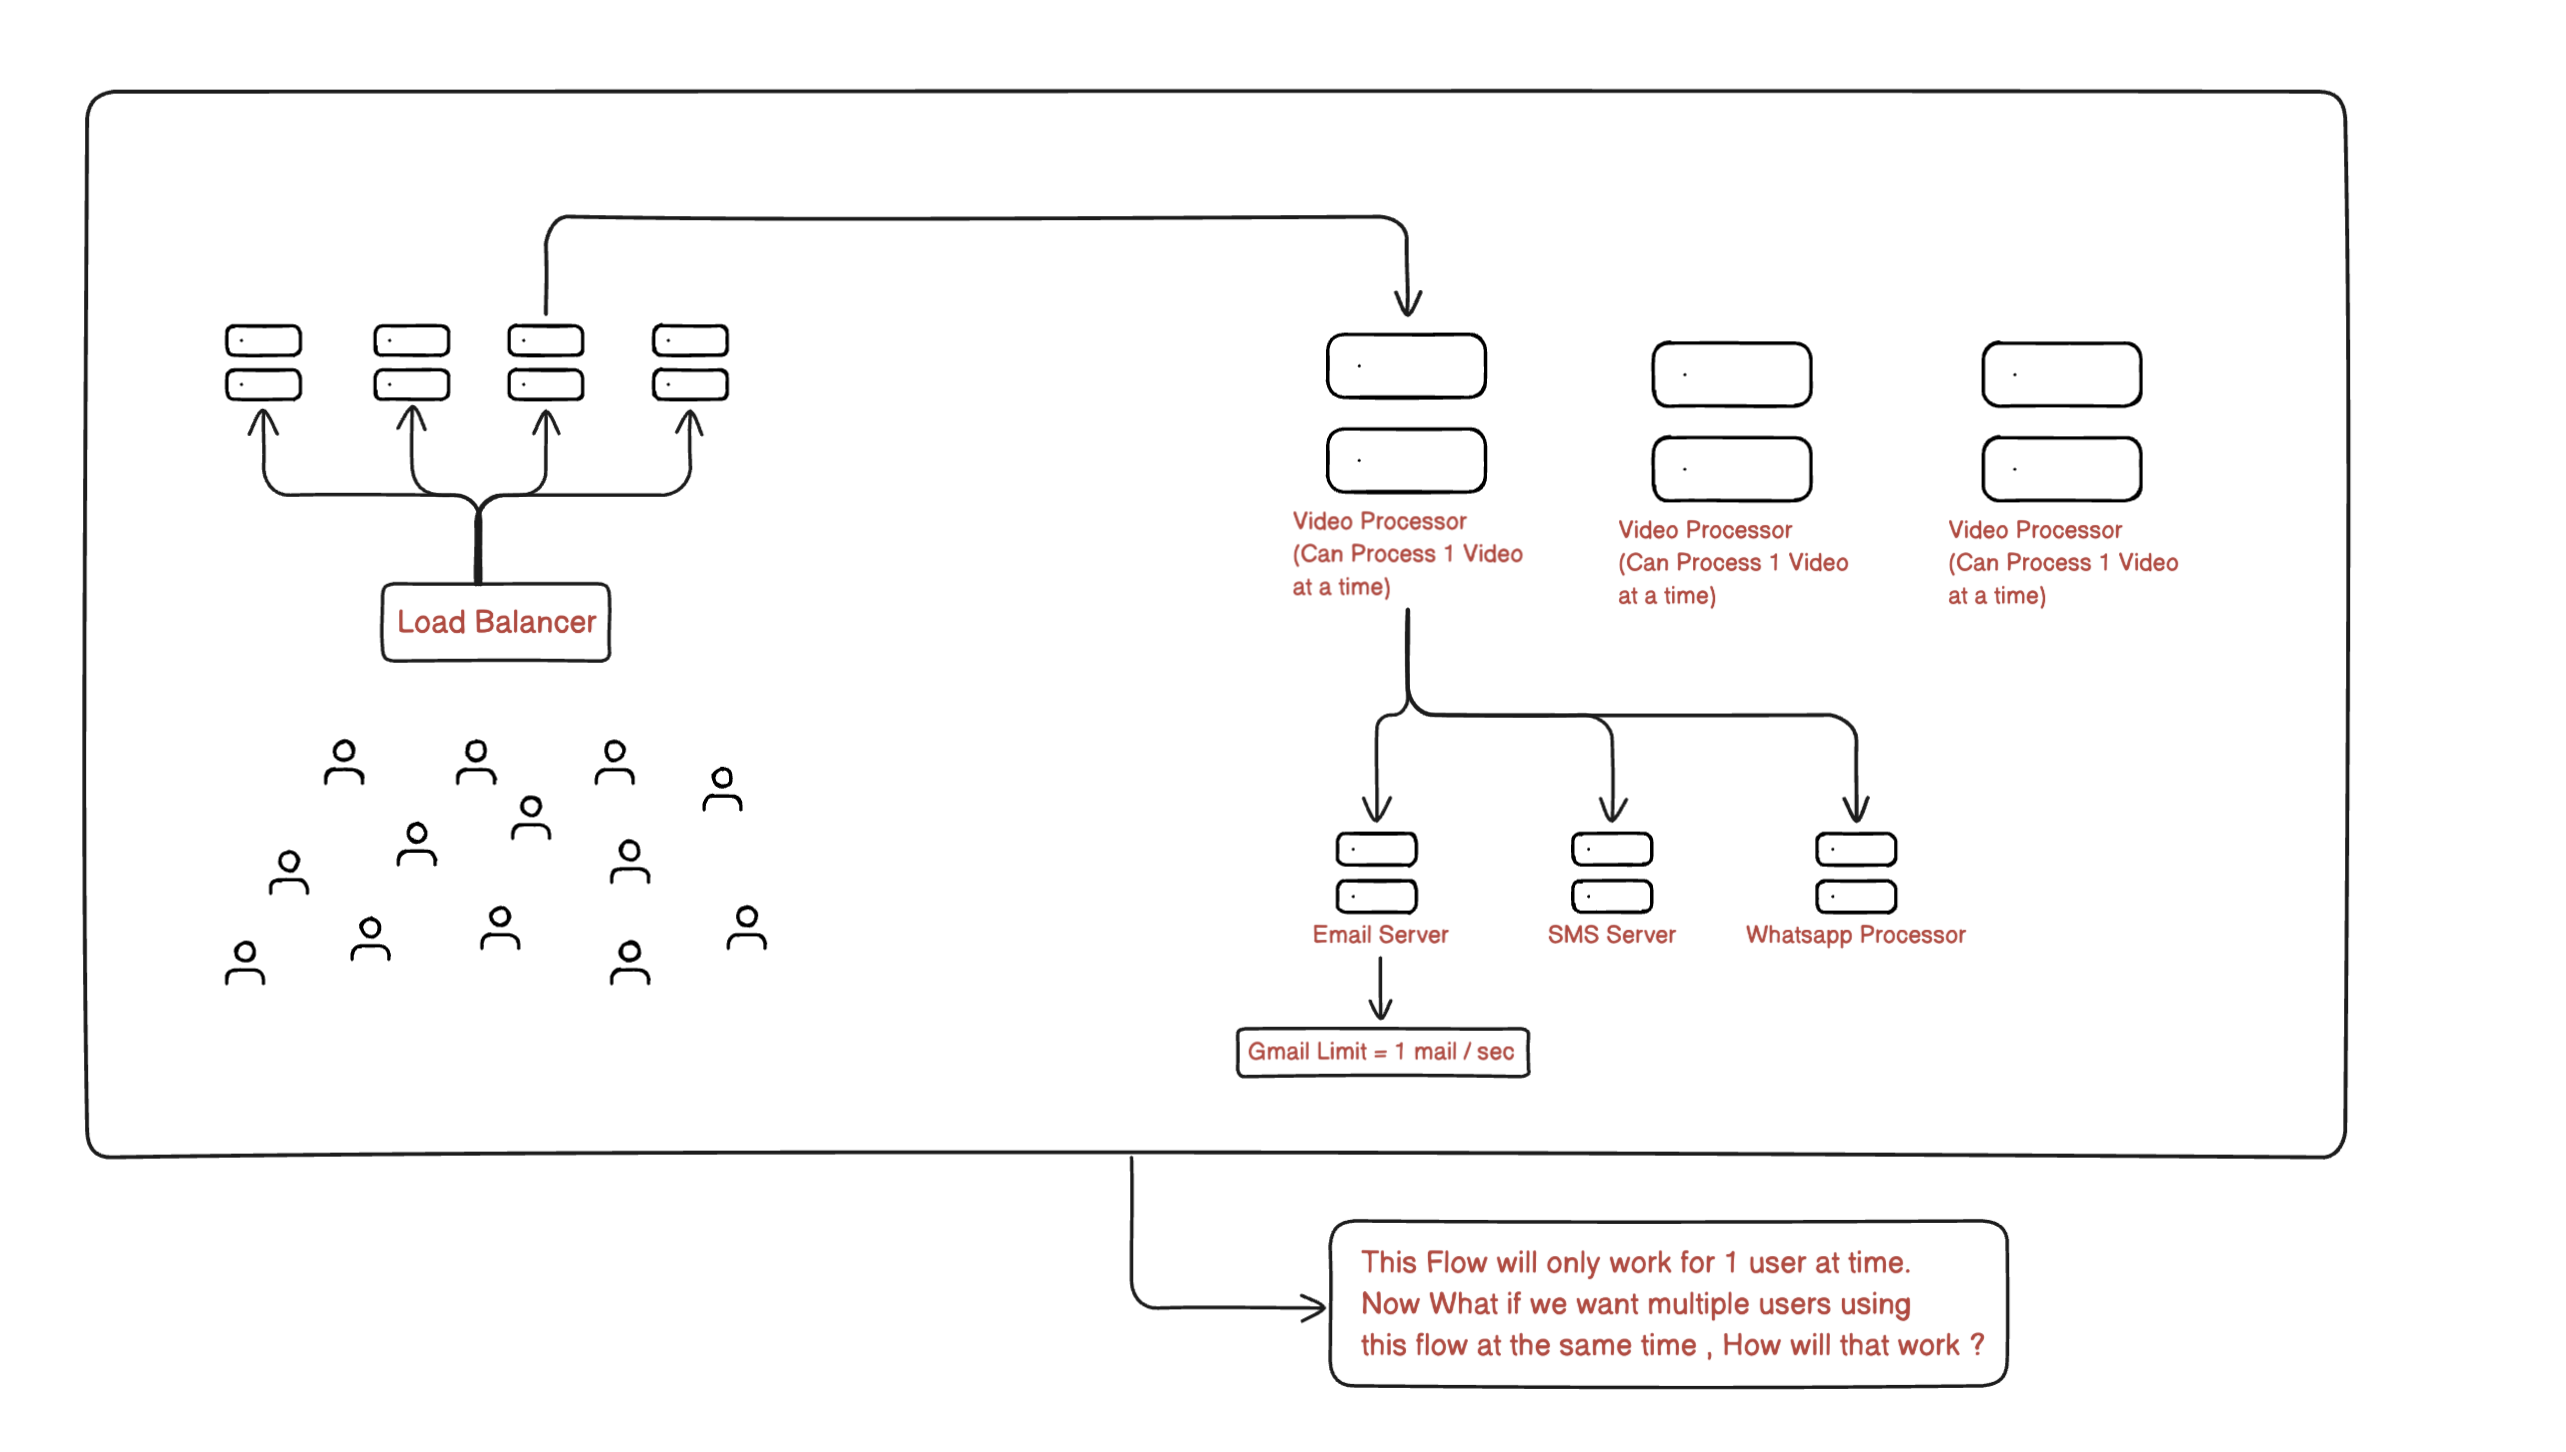 Load Balancer
Video Processor
(Can Process 1 Video
at a time)
Video Processor
(Can Process 1 Video
at a time)
Video Processor
(Can Process 1 Video
at a time)
Email Server
SMS Server
Whatsapp Processor
Gmail Limit = 1 mail / sec
This Flow will only work for 1 user at time.
Now What if we want multiple users using
this flow at the same time , How will that work ?